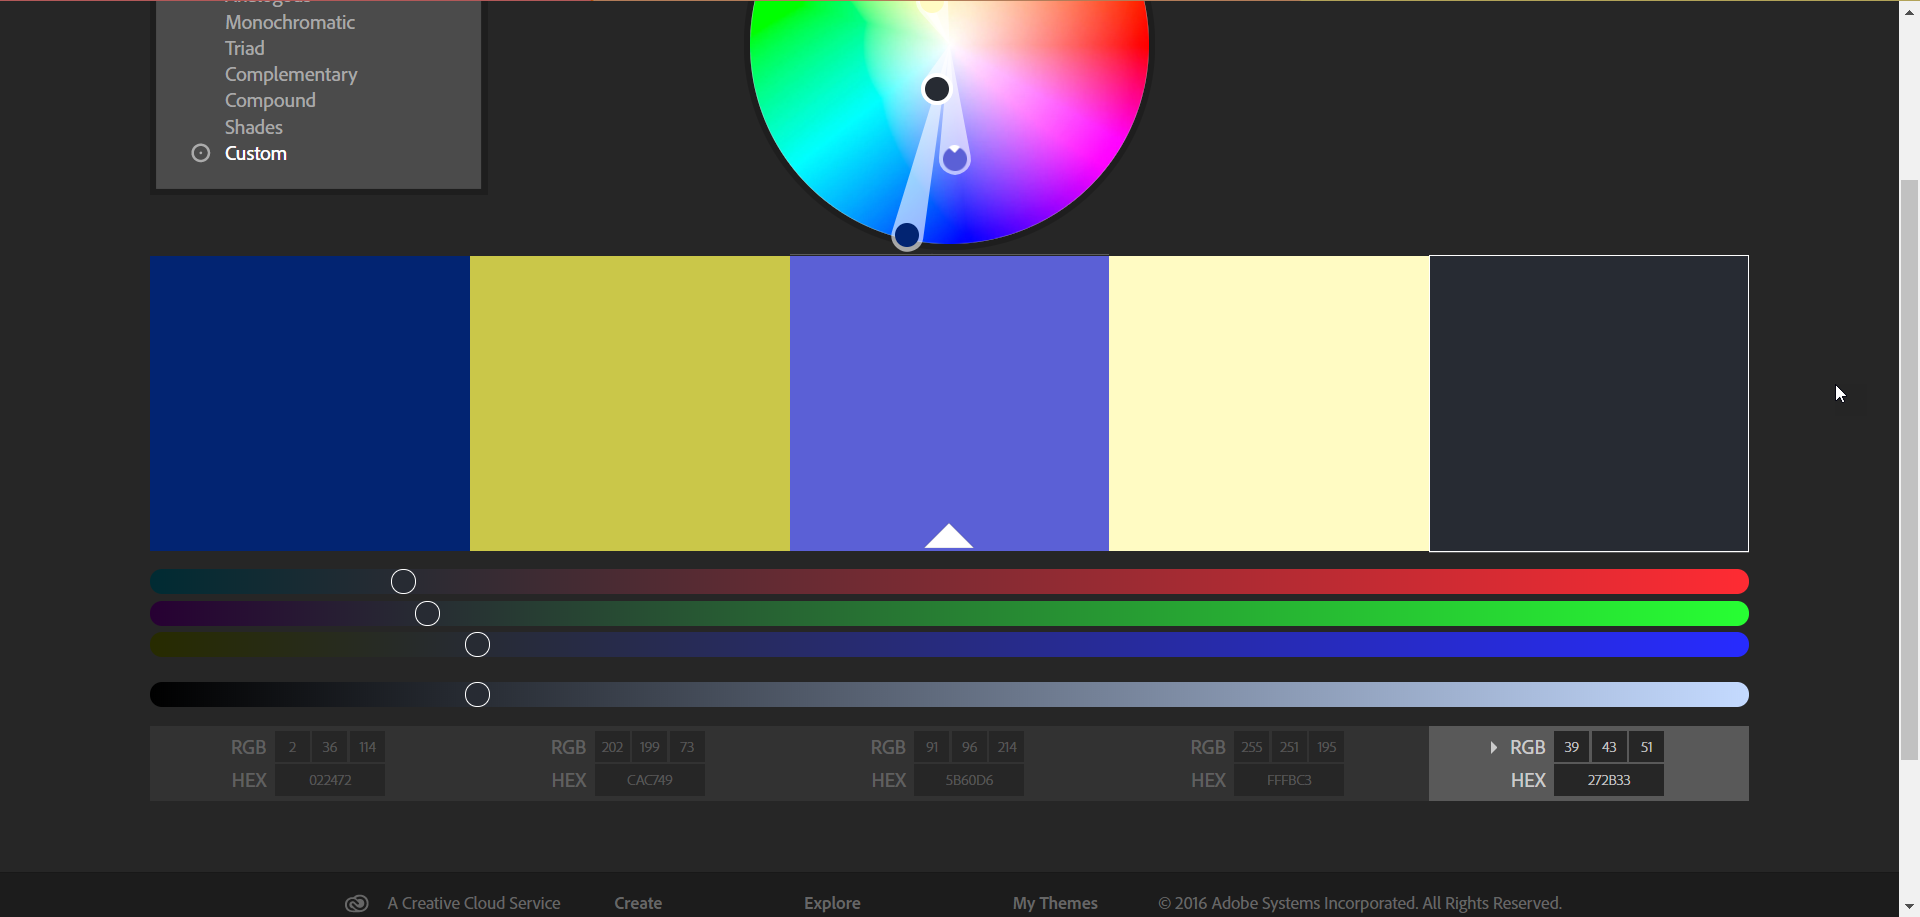 Analogous
Monochromatic
Triad
Complementary
Compound
Shades
Custom
RGB 2 36 114
HEX 022472
RGB 202 199 73
HEX CAC749
RGB 91 96 214
HEX 5B60D6
RGB 255 251 195
HEX FFFBC3
RGB 39 43 51
HEX 272B33
A Creative Cloud Service Create Explore My Themes © 2016 Adobe Systems Incorporated. All Rights Reserved.